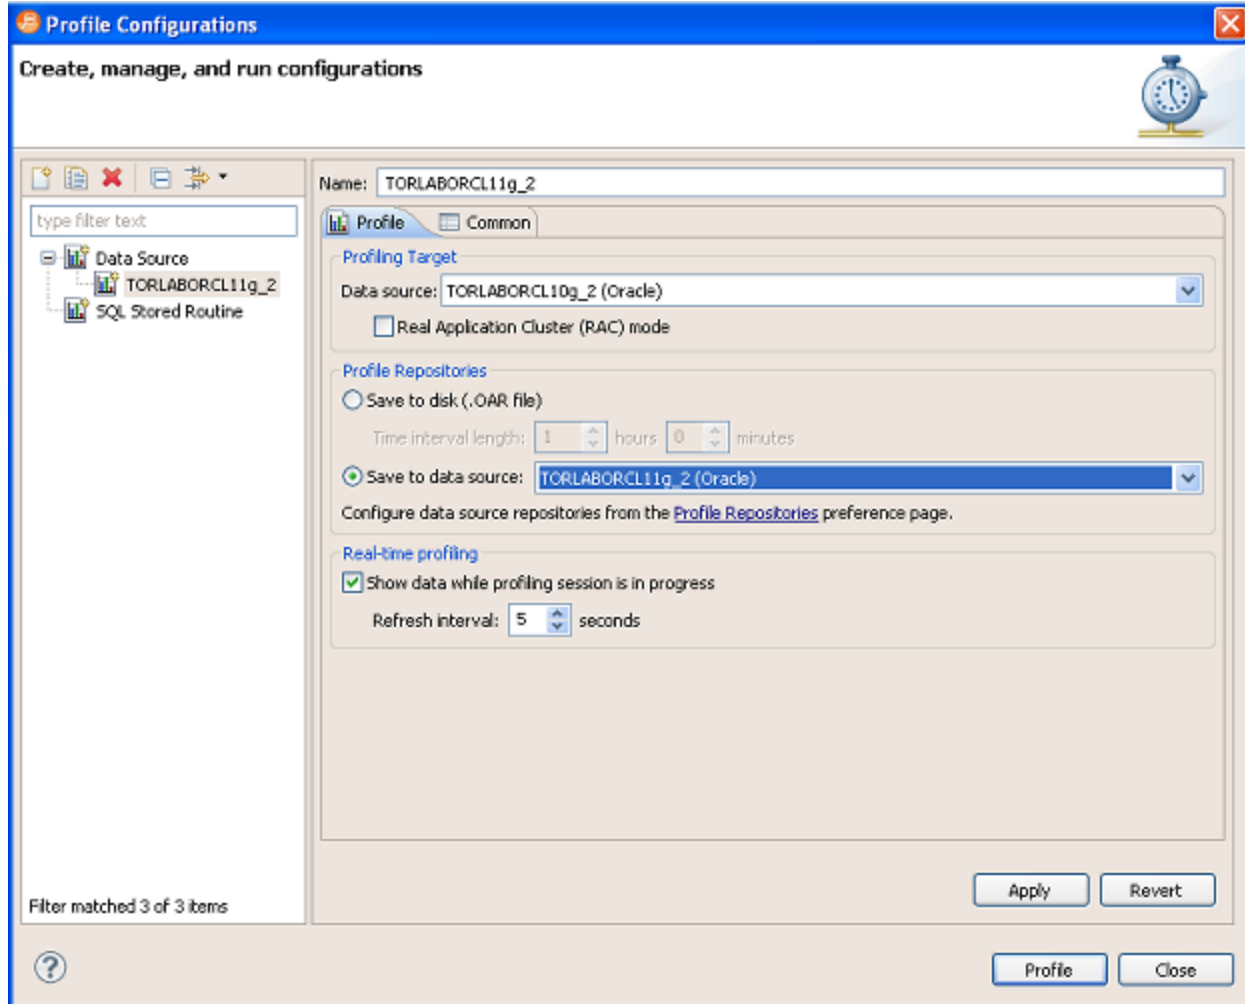 Profile Configurations
Create, manage, and run configurations
type filter text
Data Source
TORLABORCL11g_2
SQL Stored Routine
Filter matched 3 of 3 items
Name: TORLABORCL11g_2
Profile Common
Profiling Target
Data source: TORLABORCL10g_2 (Oracle)
Real Application Cluster (RAC) mode
Profile Repositories
Save to disk (.OAR file)
Time interval length: 1 hours 0 minutes
Save to data source: TORLABORCL11g_2 (Oracle)
Configure data source repositories from the Profile Repositories preference page.
Real-time profiling
Show data while profiling session is in progress
Refresh interval: 5 seconds
Apply Revert
? Profile Close